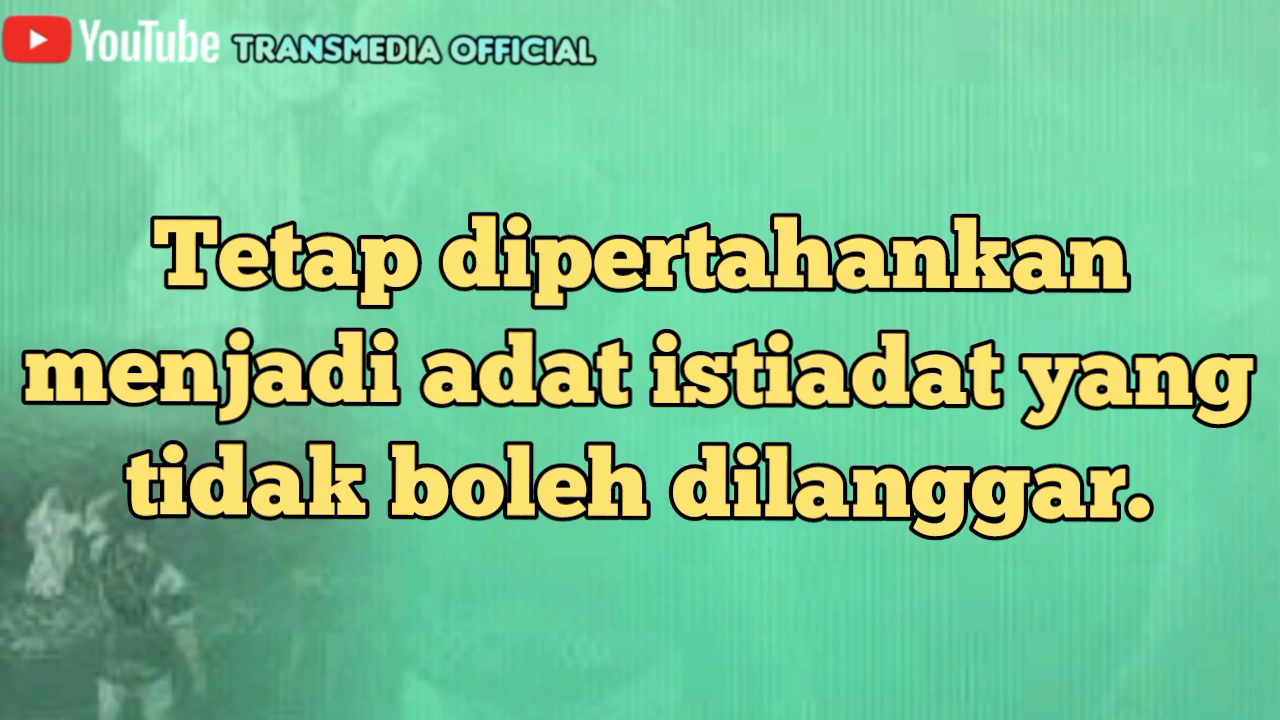 YouTube TRANSMEDIA OFFICIAL
Tetap dipertahankan
menjadi adat istiadat yang
tidak boleh dilanggar.